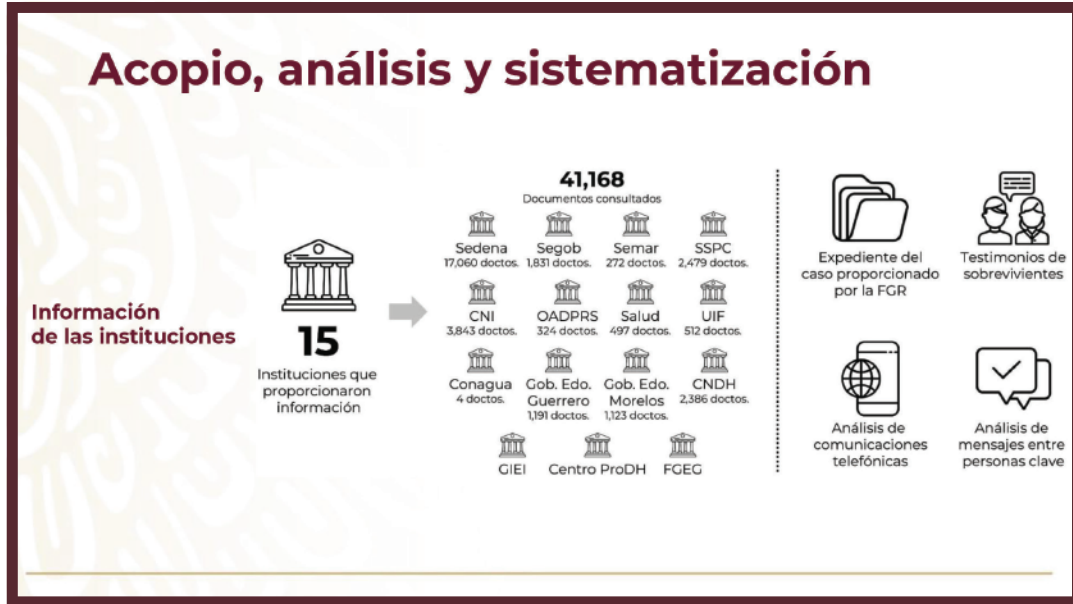 Acopio, análisis y sistematización
Información
de las instituciones
15
Instituciones que
proporcionaron
información
41,168
Documentos consultados
Sedena
17,060 doctos.
Segob
1,831 doctos.
Semar
272 doctos.
SSPC
2,479 doctos.
CNI
3,843 doctos.
OADPRS
324 doctos.
Salud
497 doctos.
UIF
512 doctos.
Conagua
4 doctos.
Gob. Edo.
Guerrero
1,191 doctos.
Gob. Edo.
Morelos
1,123 doctos.
CNDH
2,386 doctos.
GIEI
Centro ProDH
FGEG
Expediente del
caso proporcionado
por la FGR
Testimonios de
sobrevivientes
Análisis de
comunicaciones
telefónicas
Análisis de
mensajes entre
personas clave